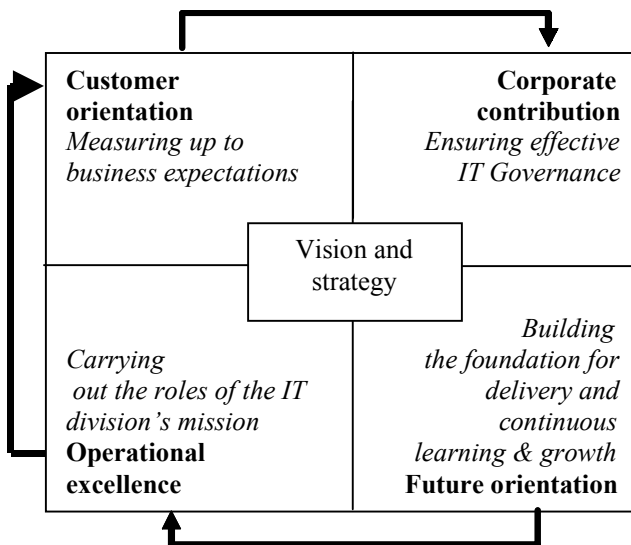 Customer
orientation
Measuring up to
business expectations
Corporate
contribution
Ensuring effective
IT Governance
Vision and
strategy
Carrying
out the roles of the IT
division’s mission
Operational
excellence
Building
the foundation for
delivery and
continuous
learning & growth
Future orientation